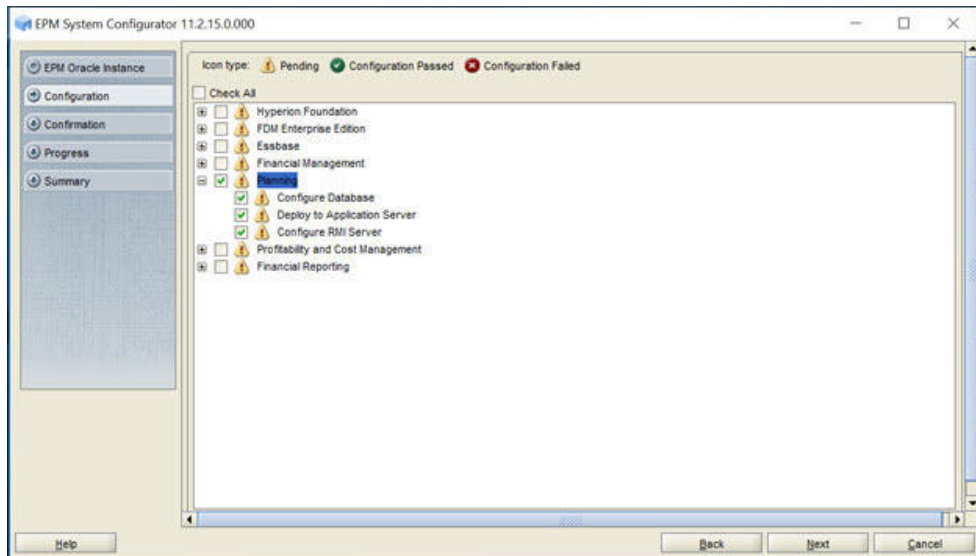 EPM System Configurator 11.2.15.0.000
EPM Oracle Instance
Configuration
Confirmation
Progress
Summary
Icon type: Pending Configuration Passed Configuration Failed
Check All
Hyperion Foundation
FDM Enterprise Edition
Essbase
Financial Management
Planning
Configure Database
Deploy to Application Server
Configure RMI Server
Profitability and Cost Management
Financial Reporting
Help
Back
Next
Cancel